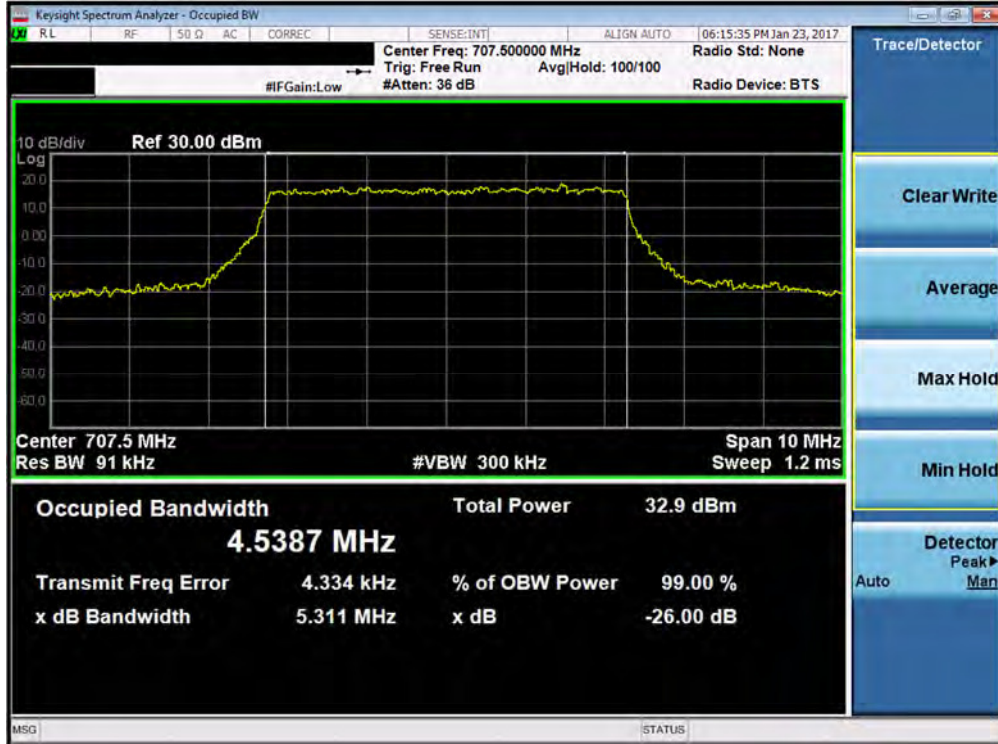 Keysight Spectrum Analyzer - Occupied BW
LXI RL RF 50 Ω AC CORREC SENSE:INT ALIGN AUTO 06:15:35 PM Jan 23, 2017
Center Freq: 707.500000 MHz Radio Std: None
Trig: Free Run Avg|Hold: 100/100
#IFGain:Low #Atten: 36 dB Radio Device: BTS
10 dB/div Ref 30.00 dBm
Log
20.0
10.0
0.00
-10.0
-20.0
-30.0
-40.0
-50.0
-60.0
Center 707.5 MHz Span 10 MHz
Res BW 91 kHz #VBW 300 kHz Sweep 1.2 ms
Occupied Bandwidth Total Power 32.9 dBm
4.5387 MHz
Transmit Freq Error 4.334 kHz % of OBW Power 99.00 %
x dB Bandwidth 5.311 MHz x dB -26.00 dB
MSG STATUS
Trace/Detector
Clear Write
Average
Max Hold
Min Hold
Detector
Peak▶
Auto Man